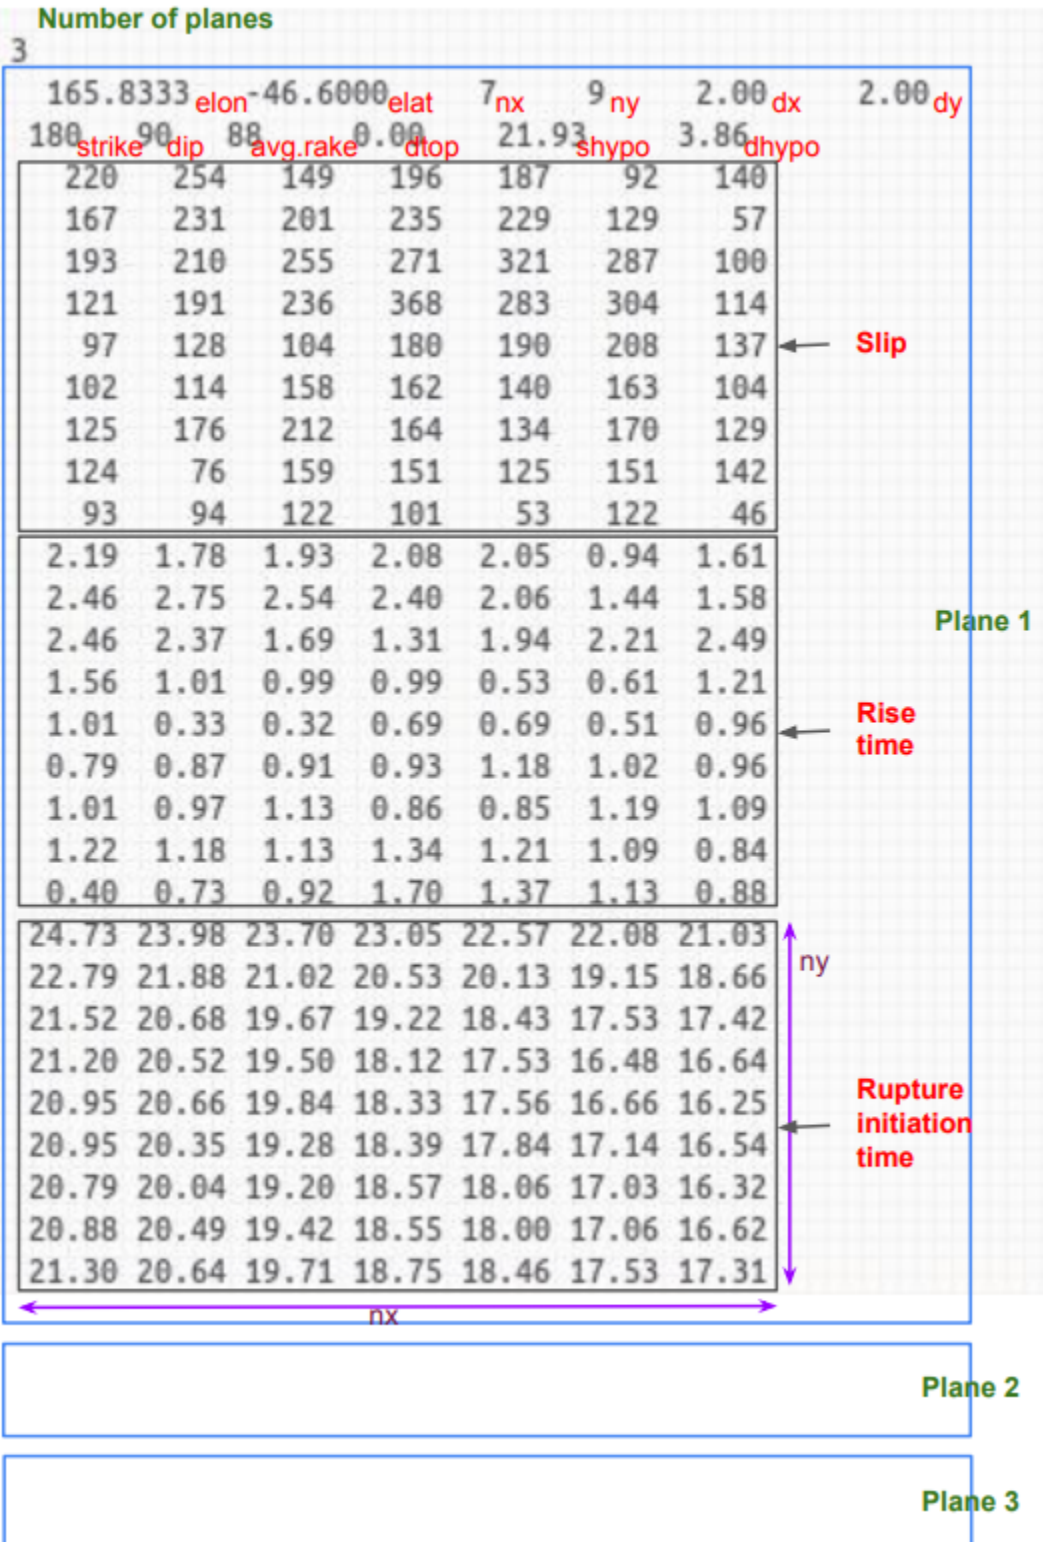 Number of planes
3
165.8333 elon -46.6000 elat 7 nx 9 ny 2.00 dx 2.00 dy
180 strike 90 dip 88 avg.rake 0.00 dtop 21.93 shypo 3.86 dhypo
220 254 149 196 187 92 140
167 231 201 235 229 129 57
193 210 255 271 321 287 100
121 191 236 368 283 304 114
97 128 104 180 190 208 137 Slip
102 114 158 162 140 163 104
125 176 212 164 134 170 129
124 76 159 151 125 151 142
93 94 122 101 53 122 46
2.19 1.78 1.93 2.08 2.05 0.94 1.61
2.46 2.75 2.54 2.40 2.06 1.44 1.58
Plane 1
2.46 2.37 1.69 1.31 1.94 2.21 2.49
1.56 1.01 0.99 0.99 0.53 0.61 1.21
Rise
1.01 0.33 0.32 0.69 0.69 0.51 0.96
time
0.79 0.87 0.91 0.93 1.18 1.02 0.96
1.01 0.97 1.13 0.86 0.85 1.19 1.09
1.22 1.18 1.13 1.34 1.21 1.09 0.84
0.40 0.73 0.92 1.70 1.37 1.13 0.88
24.73 23.98 23.70 23.05 22.57 22.08 21.03
ny
22.79 21.88 21.02 20.53 20.13 19.15 18.66
21.52 20.68 19.67 19.22 18.43 17.53 17.42
21.20 20.52 19.50 18.12 17.53 16.48 16.64
Rupture
20.95 20.66 19.84 18.33 17.56 16.66 16.25
initiation
20.95 20.35 19.28 18.39 17.84 17.14 16.54
time
20.79 20.04 19.20 18.57 18.06 17.03 16.32
20.88 20.49 19.42 18.55 18.00 17.06 16.62
21.30 20.64 19.71 18.75 18.46 17.53 17.31
nx
Plane 2
Plane 3